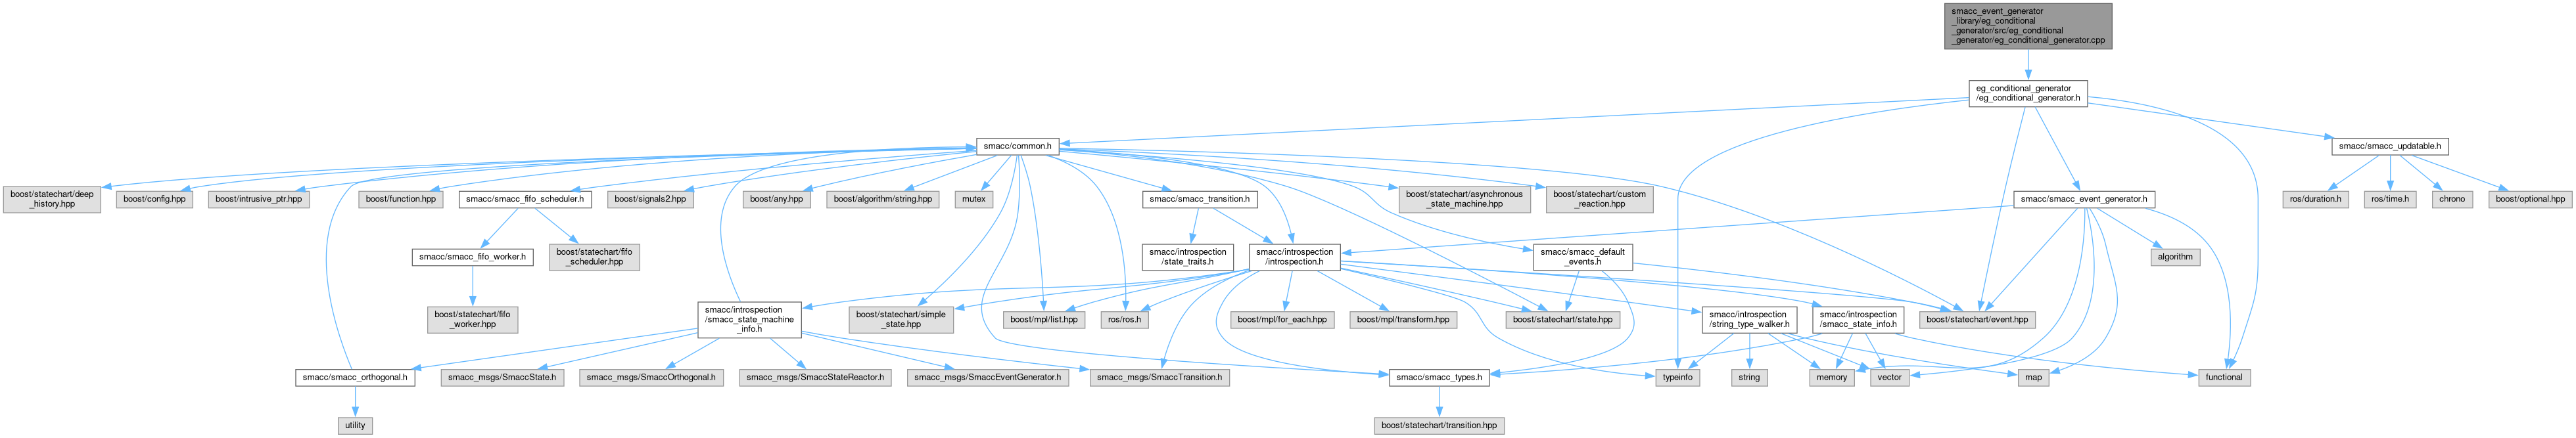 smacc_event_generator
_library/eg_conditional
_generator/src/eg_conditional
_generator/eg_conditional_generator.cpp
eg_conditional_generator
/eg_conditional_generator.h
smacc/common.h
smacc/smacc_updatable.h
boost/statechart/deep
_history.hpp
boost/config.hpp
boost/intrusive_ptr.hpp
boost/function.hpp
smacc/smacc_fifo_scheduler.h
boost/signals2.hpp
boost/any.hpp
boost/algorithm/string.hpp
mutex
smacc/smacc_transition.h
boost/statechart/asynchronous
_state_machine.hpp
boost/statechart/custom
_reaction.hpp
smacc/smacc_event_generator.h
ros/duration.h
ros/time.h
chrono
boost/optional.hpp
smacc/smacc_fifo_worker.h
boost/statechart/fifo
_scheduler.hpp
smacc/introspection
/state_traits.h
smacc/introspection
/introspection.h
smacc/smacc_default
_events.h
algorithm
boost/statechart/fifo
_worker.hpp
smacc/introspection
/smacc_state_machine
_info.h
boost/statechart/simple
_state.hpp
boost/mpl/list.hpp
ros/ros.h
boost/mpl/for_each.hpp
boost/mpl/transform.hpp
boost/statechart/state.hpp
smacc/introspection
/string_type_walker.h
smacc/introspection
/smacc_state_info.h
boost/statechart/event.hpp
smacc/smacc_orthogonal.h
smacc_msgs/SmaccState.h
smacc_msgs/SmaccOrthogonal.h
smacc_msgs/SmaccStateReactor.h
smacc_msgs/SmaccEventGenerator.h
smacc_msgs/SmaccTransition.h
smacc/smacc_types.h
typeinfo
string
memory
vector
map
functional
utility
boost/statechart/transition.hpp